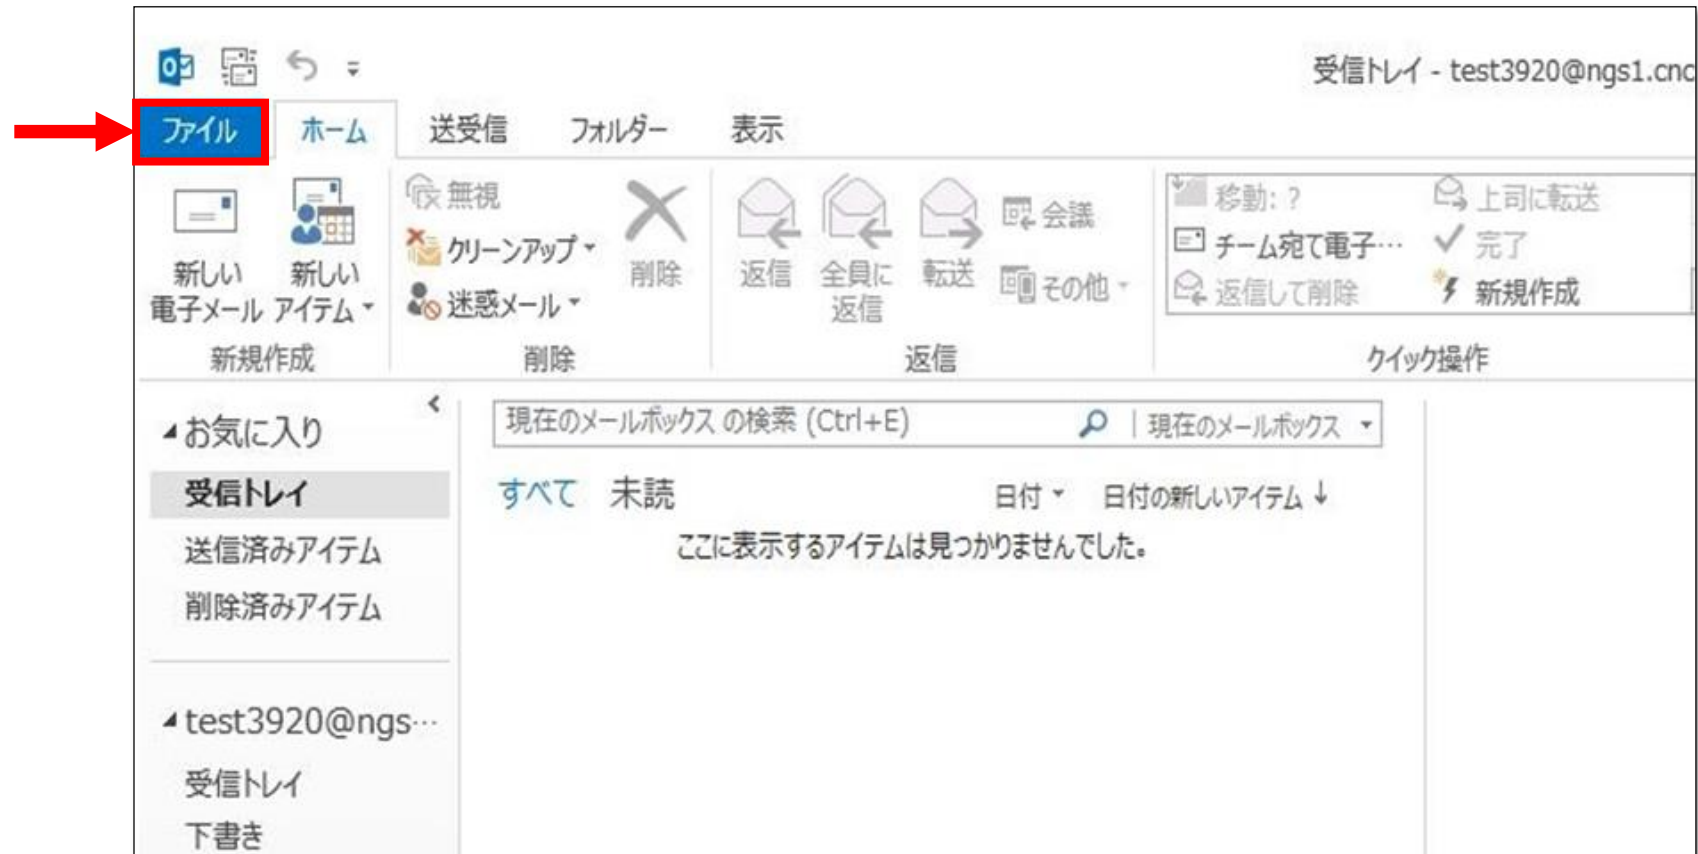 受信トレイ - test3920@ngs1.cnc
ファイル ホーム 送受信 フォルダー 表示
新しい
電子メール
新しい
アイテム
新規作成
無視
クリーンアップ
迷惑メール
削除
削除
返信
全員に
返信
転送
会議
その他
返信
移動: ?
チーム宛て電子…
返信して削除
上司に転送
完了
新規作成
クイック操作
お気に入り
受信トレイ
送信済みアイテム
削除済みアイテム
test3920@ngs…
受信トレイ
下書き
現在のメールボックス の検索 (Ctrl+E)
現在のメールボックス
すべて 未読 日付 日付の新しいアイテム ↓
ここに表示するアイテムは見つかりませんでした。